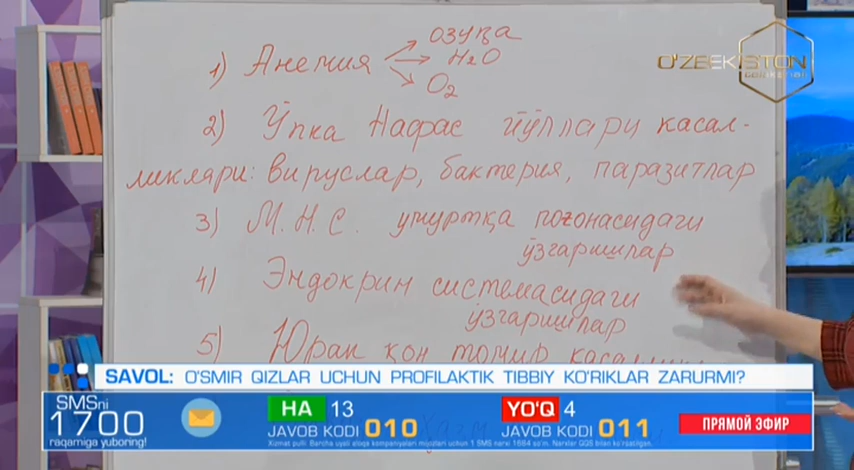 O'ZBEKISTON
1) Анемия
озуқа
H₂O
O₂
2) Ўпка Нафас йўллари касал-
ликляри: вируслар, бактерия, паразитлар
3) М. Н. С. умуртқа поғонасидаги
ўзгаришлар
4) Эндокрин системасидаги
ўзгаришлар
5) Юрак қон томир
SAVOL: O'SMIR QIZLAR UCHUN PROFILAKTIK TIBBIY KO'RIKLAR ZARURMI?
SMSni
1700
raqamiga yuboring!
HA 13
JAVOB KODI 010
YO'Q 4
JAVOB KODI 011
ПРЯМОЙ ЭФИР